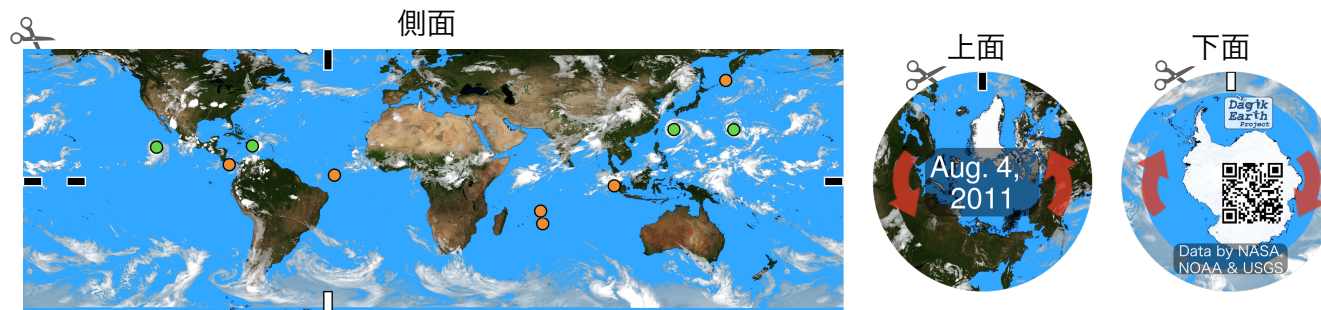 側面
上面
Aug. 4,
2011
下面
Dagik
Earth
Project
Data by NASA,
NOAA & USGS